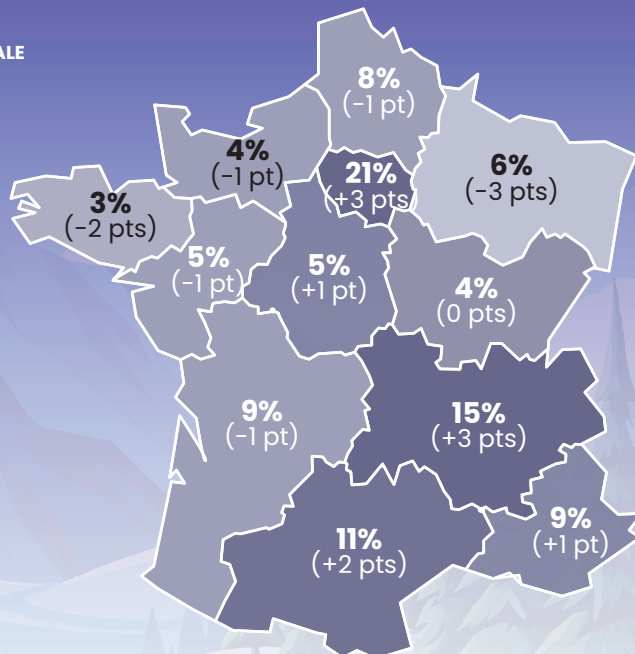 ALE
8%
(-1 pt)
4%
(-1 pt)
21%
(+3 pts)
6%
(-3 pts)
3%
(-2 pts)
5%
(-1 pt)
5%
(+1 pt)
4%
(0 pts)
9%
(-1 pt)
15%
(+3 pts)
9%
(+1 pt)
11%
(+2 pts)